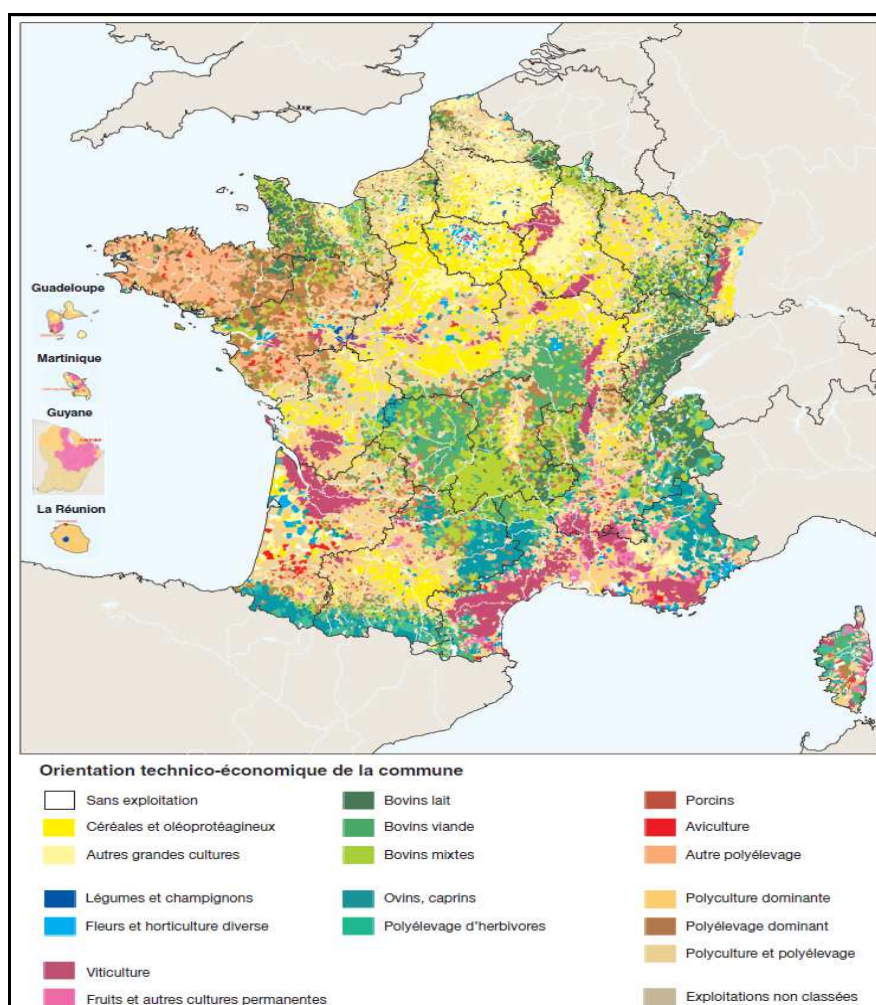 Guadeloupe
Martinique
Guyane
La Réunion
Orientation technico-économique de la commune
Sans exploitation
Céréales et oléoprotéagineux
Autres grandes cultures
Légumes et champignons
Fleurs et horticulture diverse
Viticulture
Fruits et autres cultures permanentes
Bovins lait
Bovins viande
Bovins mixtes
Ovins, caprins
Polyélevage d'herbivores
Porcins
Aviculture
Autre polyélevage
Polyculture dominante
Polyélevage dominant
Polyculture et polyélevage
Exploitations non classées